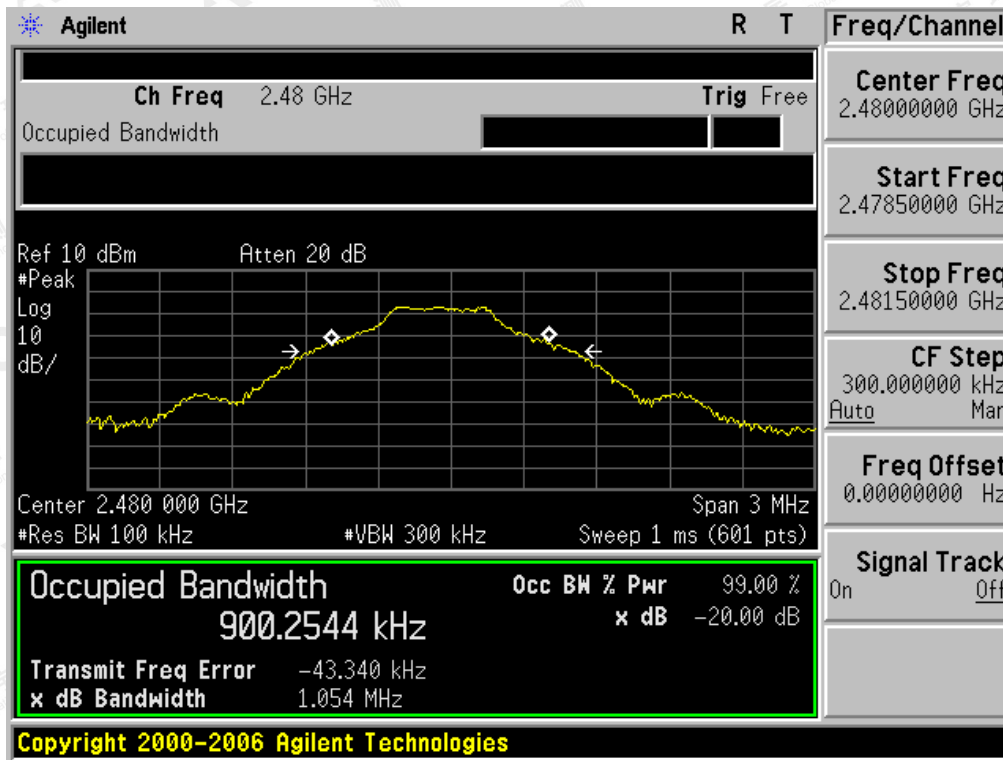 Agilent R T
Ch Freq 2.48 GHz Trig Free
Occupied Bandwidth
Ref 10 dBm Atten 20 dB
#Peak
Log
10
dB/
Center 2.480 000 GHz Span 3 MHz
#Res BW 100 kHz #VBW 300 kHz Sweep 1 ms (601 pts)
Occupied Bandwidth
900.2544 kHz
Occ BW % Pwr 99.00 %
x dB -20.00 dB
Transmit Freq Error -43.340 kHz
x dB Bandwidth 1.054 MHz
Copyright 2000-2006 Agilent Technologies
Freq/Channel
Center Freq
2.48000000 GHz
Start Freq
2.47850000 GHz
Stop Freq
2.48150000 GHz
CF Step
300.000000 kHz
Auto Man
Freq Offset
0.00000000 Hz
Signal Track
On Off